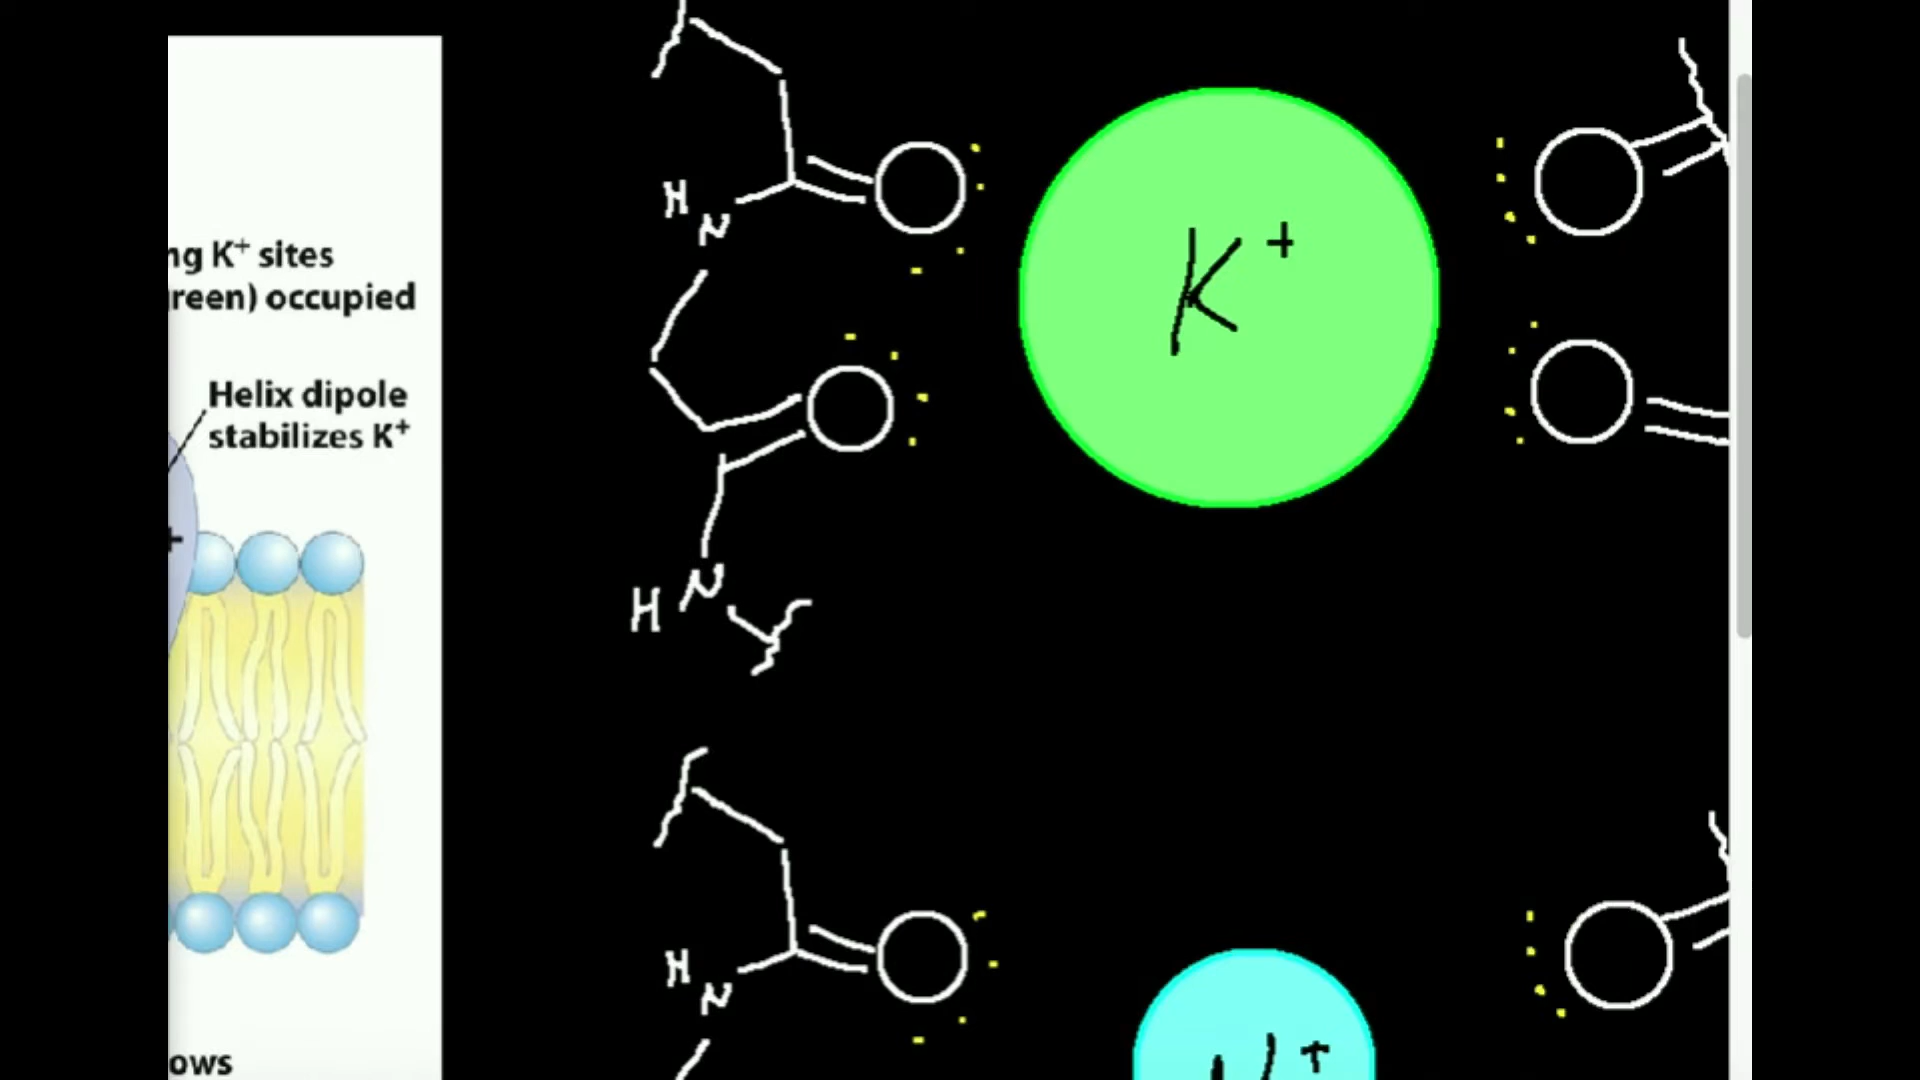 ng K⁺ sites
reen) occupied
Helix dipole
stabilizes K⁺
+
ows
H
N
H
N
K⁺
H
N
+